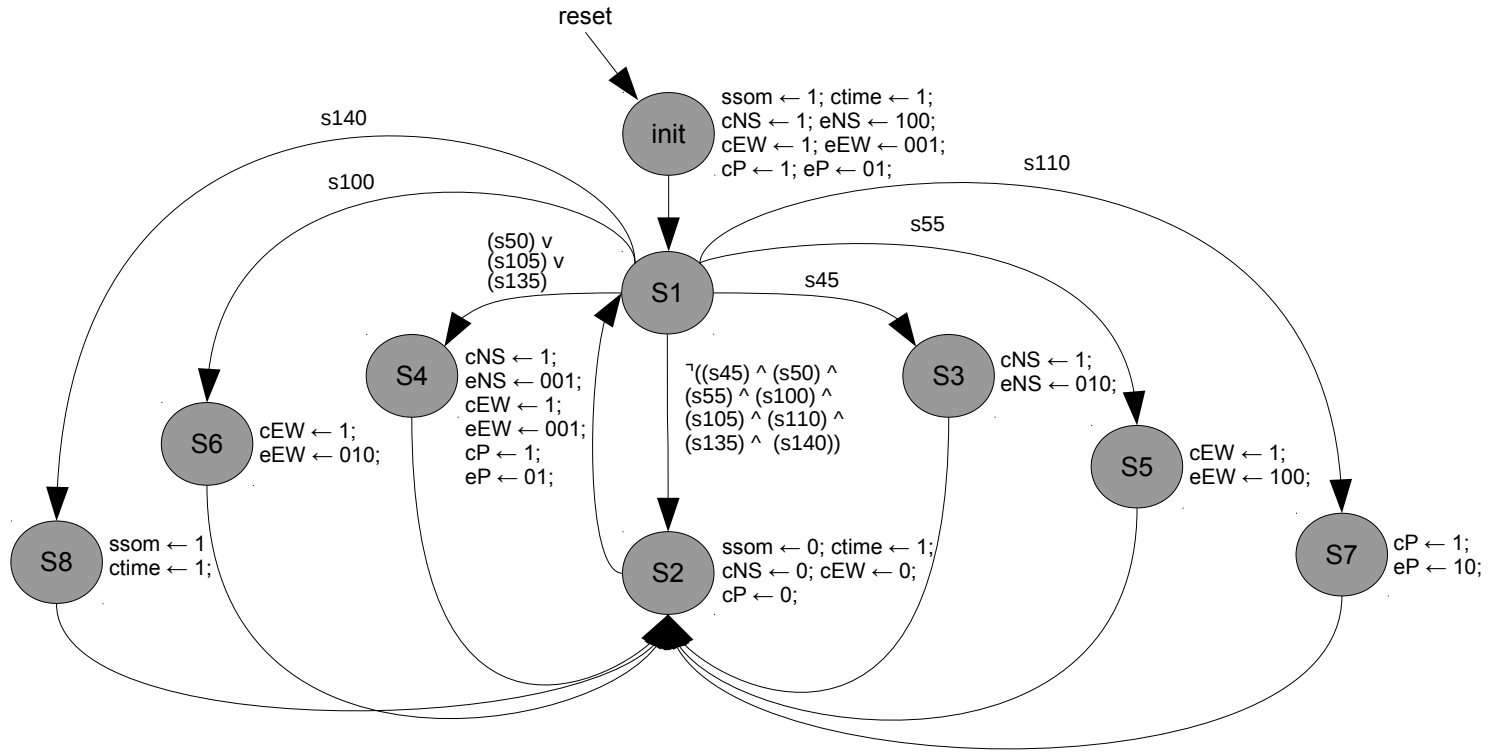 reset
init
ssom ← 1; ctime ← 1;
cNS ← 1; eNS ← 100;
cEW ← 1; eEW ← 001;
cP ← 1; eP ← 01;
s140
s100
s110
s55
(s50) v
(s105) v
(s135)
S1
s45
S4
cNS ← 1;
eNS ← 001;
cEW ← 1;
eEW ← 001;
cP ← 1;
eP ← 01;
¬((s45) ^ (s50) ^
(s55) ^ (s100) ^
(s105) ^ (s110) ^
(s135) ^ (s140))
S3
cNS ← 1;
eNS ← 010;
S6
cEW ← 1;
eEW ← 010;
S5
cEW ← 1;
eEW ← 100;
S8
ssom ← 1
ctime ← 1;
S2
ssom ← 0; ctime ← 1;
cNS ← 0; cEW ← 0;
cP ← 0;
S7
cP ← 1;
eP ← 10;